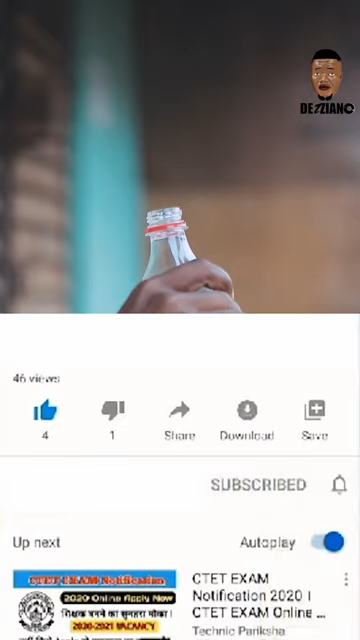 DEZZIANO
46 views
4
1
Share
Download
Save
SUBSCRIBED
Up next
Autoplay
CTET EXAM Notification
2020 Online Apply Now
शिक्षक बनने का सुनहरा मौका।
2020-2021 VACANCY
CTET EXAM
Notification 2020 I
CTET EXAM Online ...
Technic Pariksha